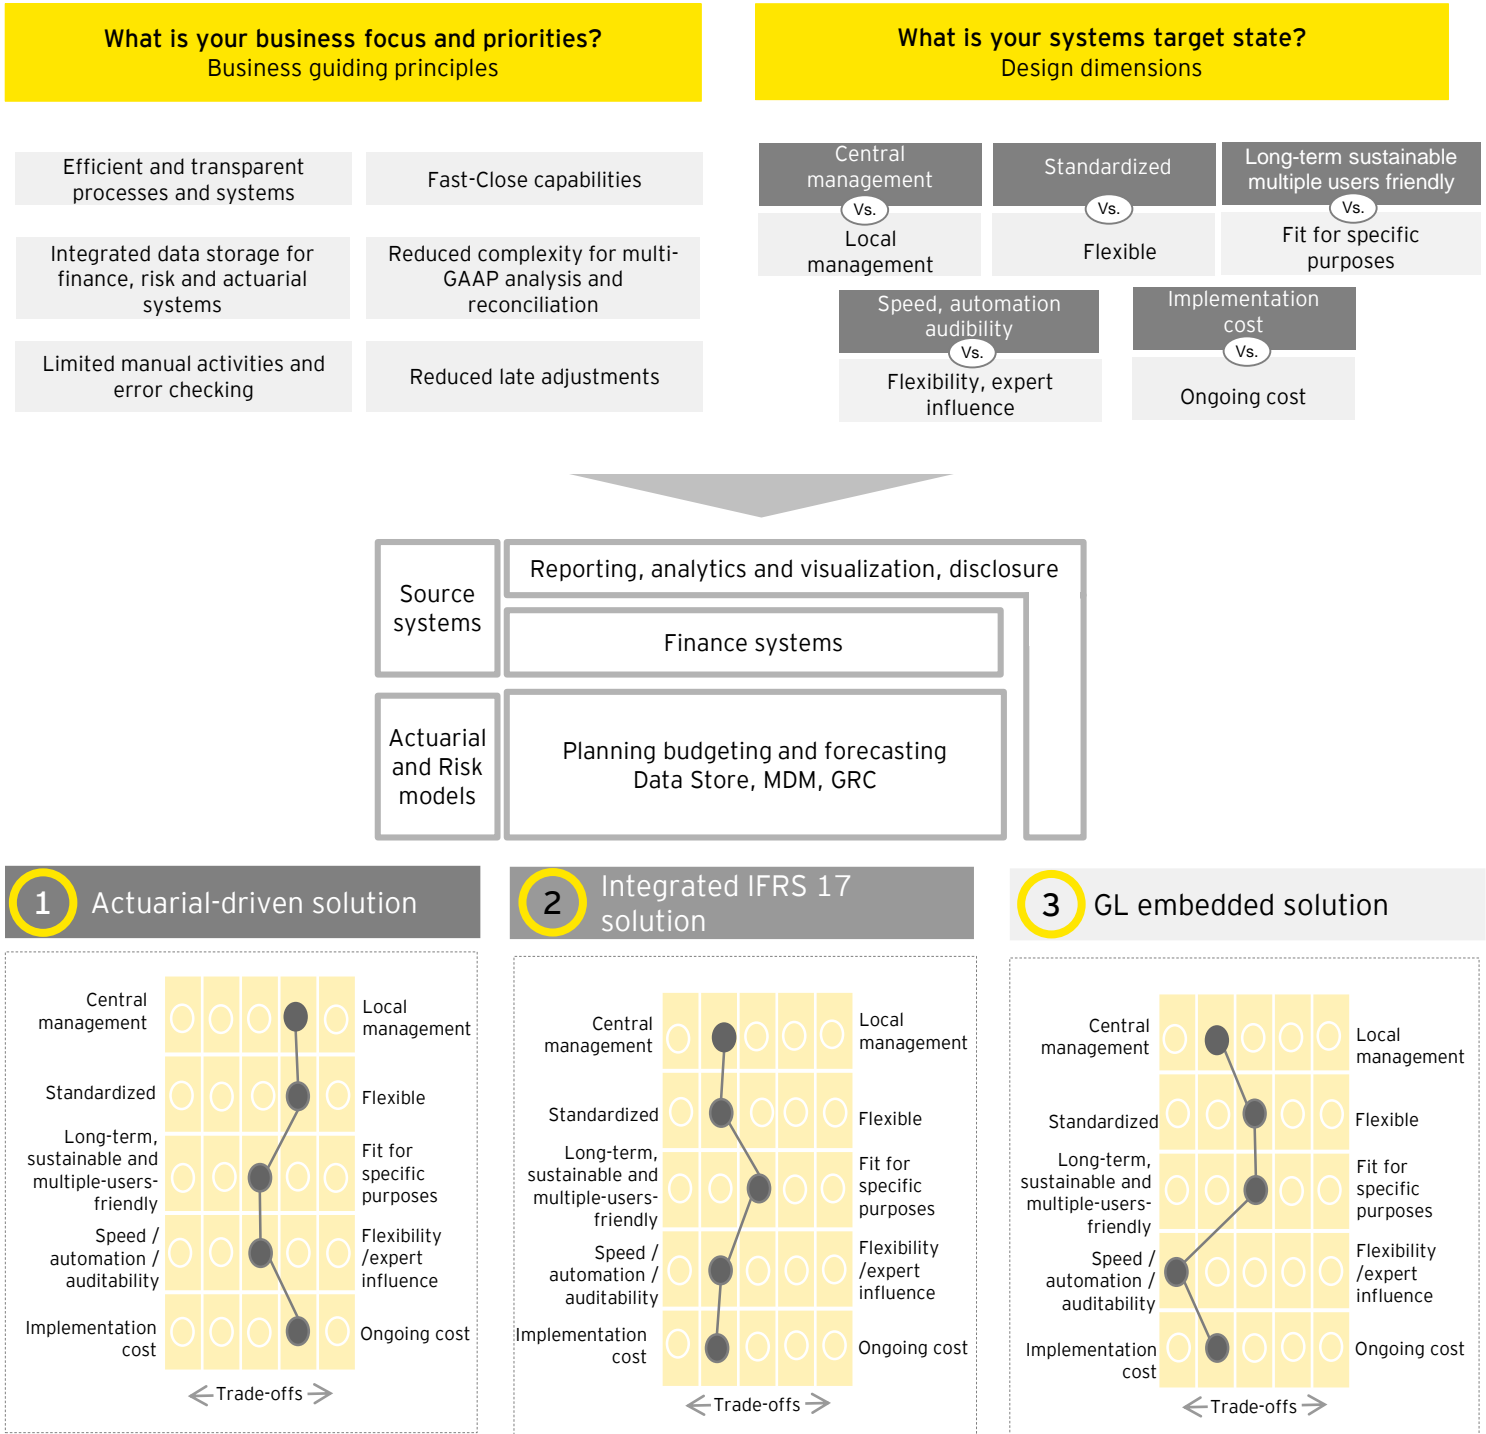 What is your business focus and priorities?
Business guiding principles
What is your systems target state?
Design dimensions
Efficient and transparent
processes and systems
Fast-Close capabilities
Integrated data storage for
finance, risk and actuarial
systems
Reduced complexity for multi-
GAAP analysis and
reconciliation
Limited manual activities and
error checking
Reduced late adjustments
Central
management
Vs.
Local
management
Standardized
Vs.
Flexible
Long-term sustainable
multiple users friendly
Vs.
Fit for specific
purposes
Speed, automation
audibility
Vs.
Flexibility, expert
influence
Implementation
cost
Vs.
Ongoing cost
Source
systems
Reporting, analytics and visualization, disclosure
Finance systems
Actuarial
and Risk
models
Planning budgeting and forecasting
Data Store, MDM, GRC
1 Actuarial-driven solution
Central
management
Local
management
Standardized
Flexible
Long-term,
sustainable and
multiple-users-
friendly
Fit for
specific
purposes
Speed /
automation /
auditability
Flexibility
/expert
influence
Implementation
cost
Ongoing cost
Trade-offs
2 Integrated IFRS 17
solution
Central
management
Local
management
Standardized
Flexible
Long-term,
sustainable and
multiple-users-
friendly
Fit for
specific
purposes
Speed /
automation /
auditability
Flexibility
/expert
influence
Implementation
cost
Ongoing cost
Trade-offs
3 GL embedded solution
Central
management
Local
management
Standardized
Flexible
Long-term,
sustainable and
multiple-users-
friendly
Fit for
specific
purposes
Speed /
automation /
auditability
Flexibility
/expert
influence
Implementation
cost
Ongoing cost
Trade-offs